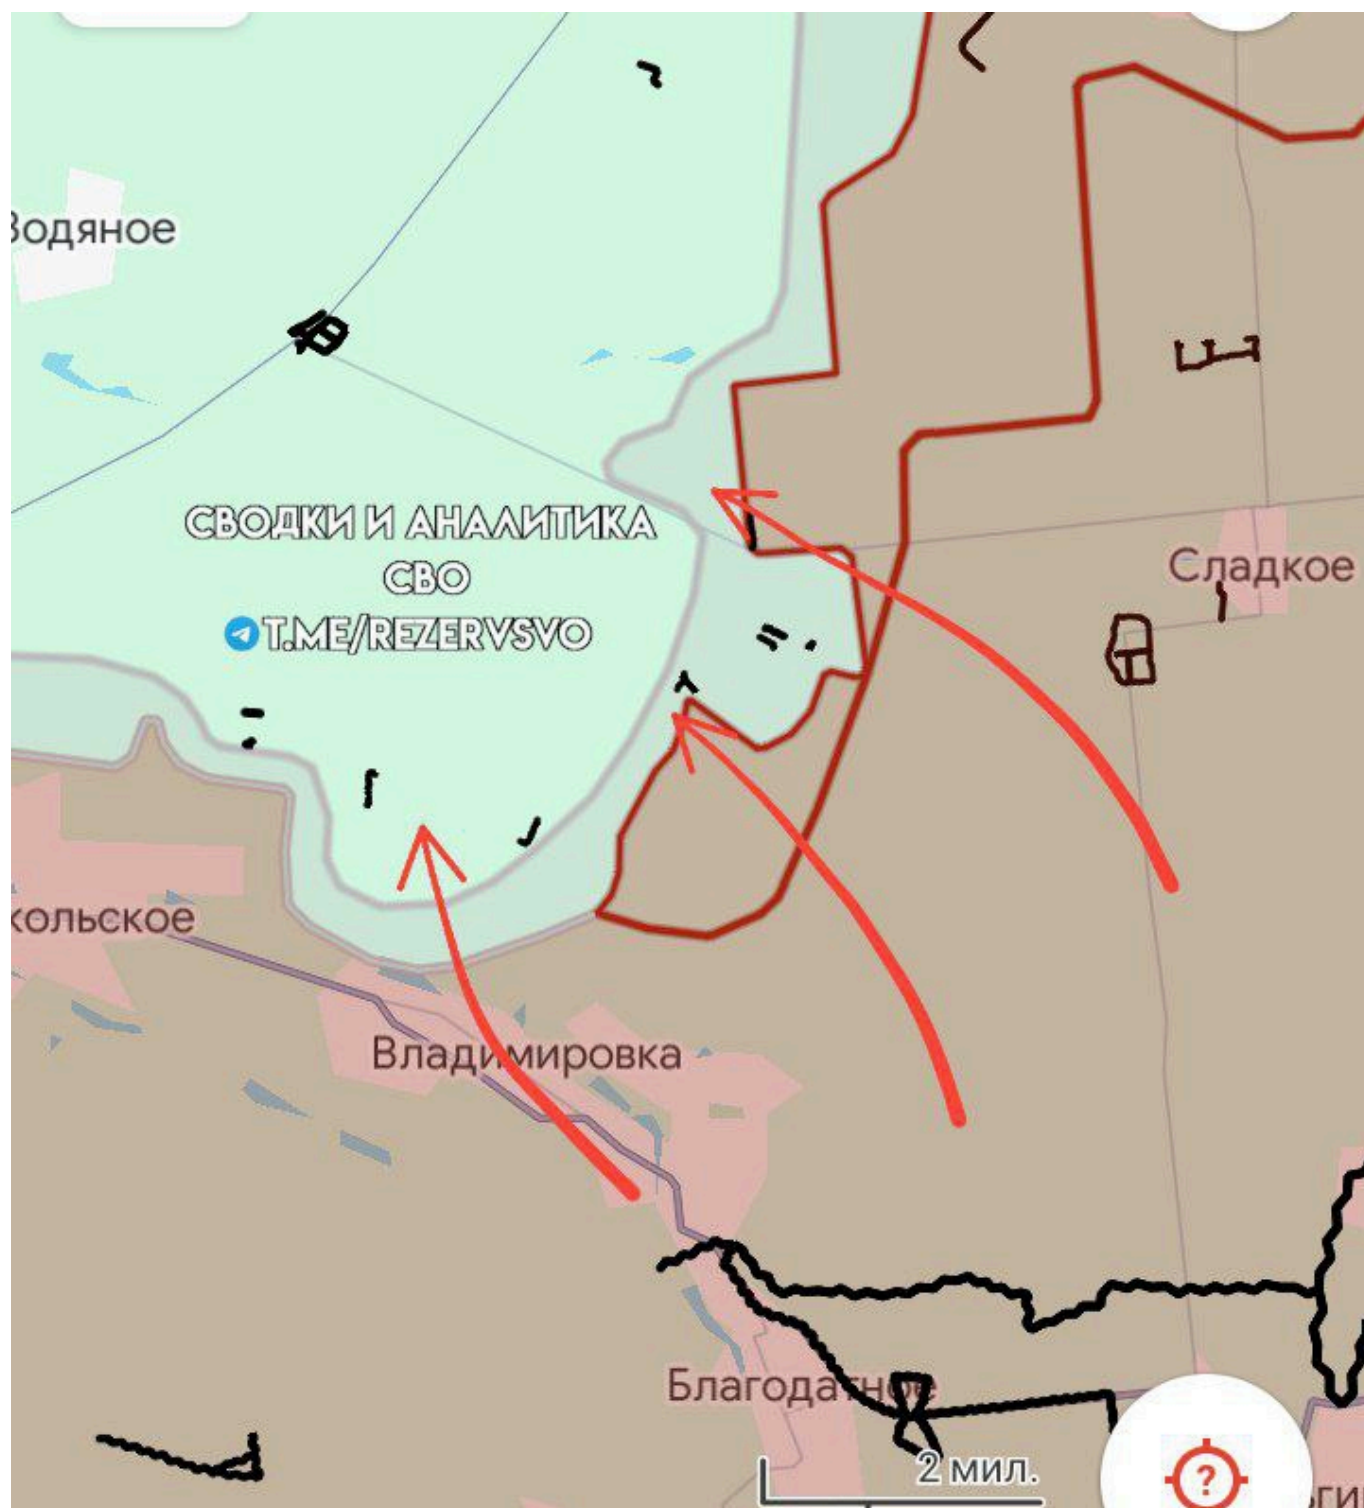 Водяное
СВОДКИ И АНАЛИТИКА
СВО
T.ME/REZERVSVO
Сладкое
кольское
Владимировка
Благодатное
2 мил.
?